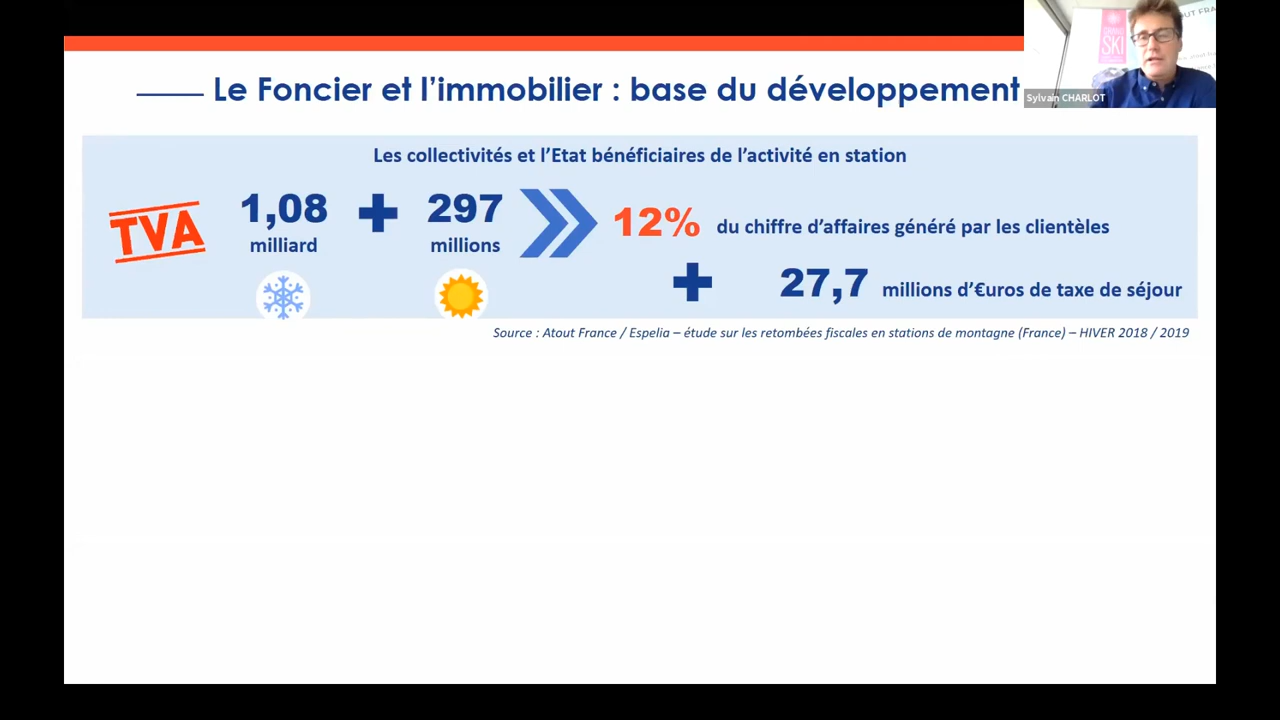 Le Foncier et l'immobilier : base du développement
Sylvain CHARLOT
SKI
Les collectivités et l'Etat bénéficiaires de l'activité en station
TVA
1,08
milliard
297
millions
12% du chiffre d'affaires généré par les clientèles
27,7 millions d'€uros de taxe de séjour
Source : Atout France / Espelia – étude sur les retombées fiscales en stations de montagne (France) – HIVER 2018 / 2019